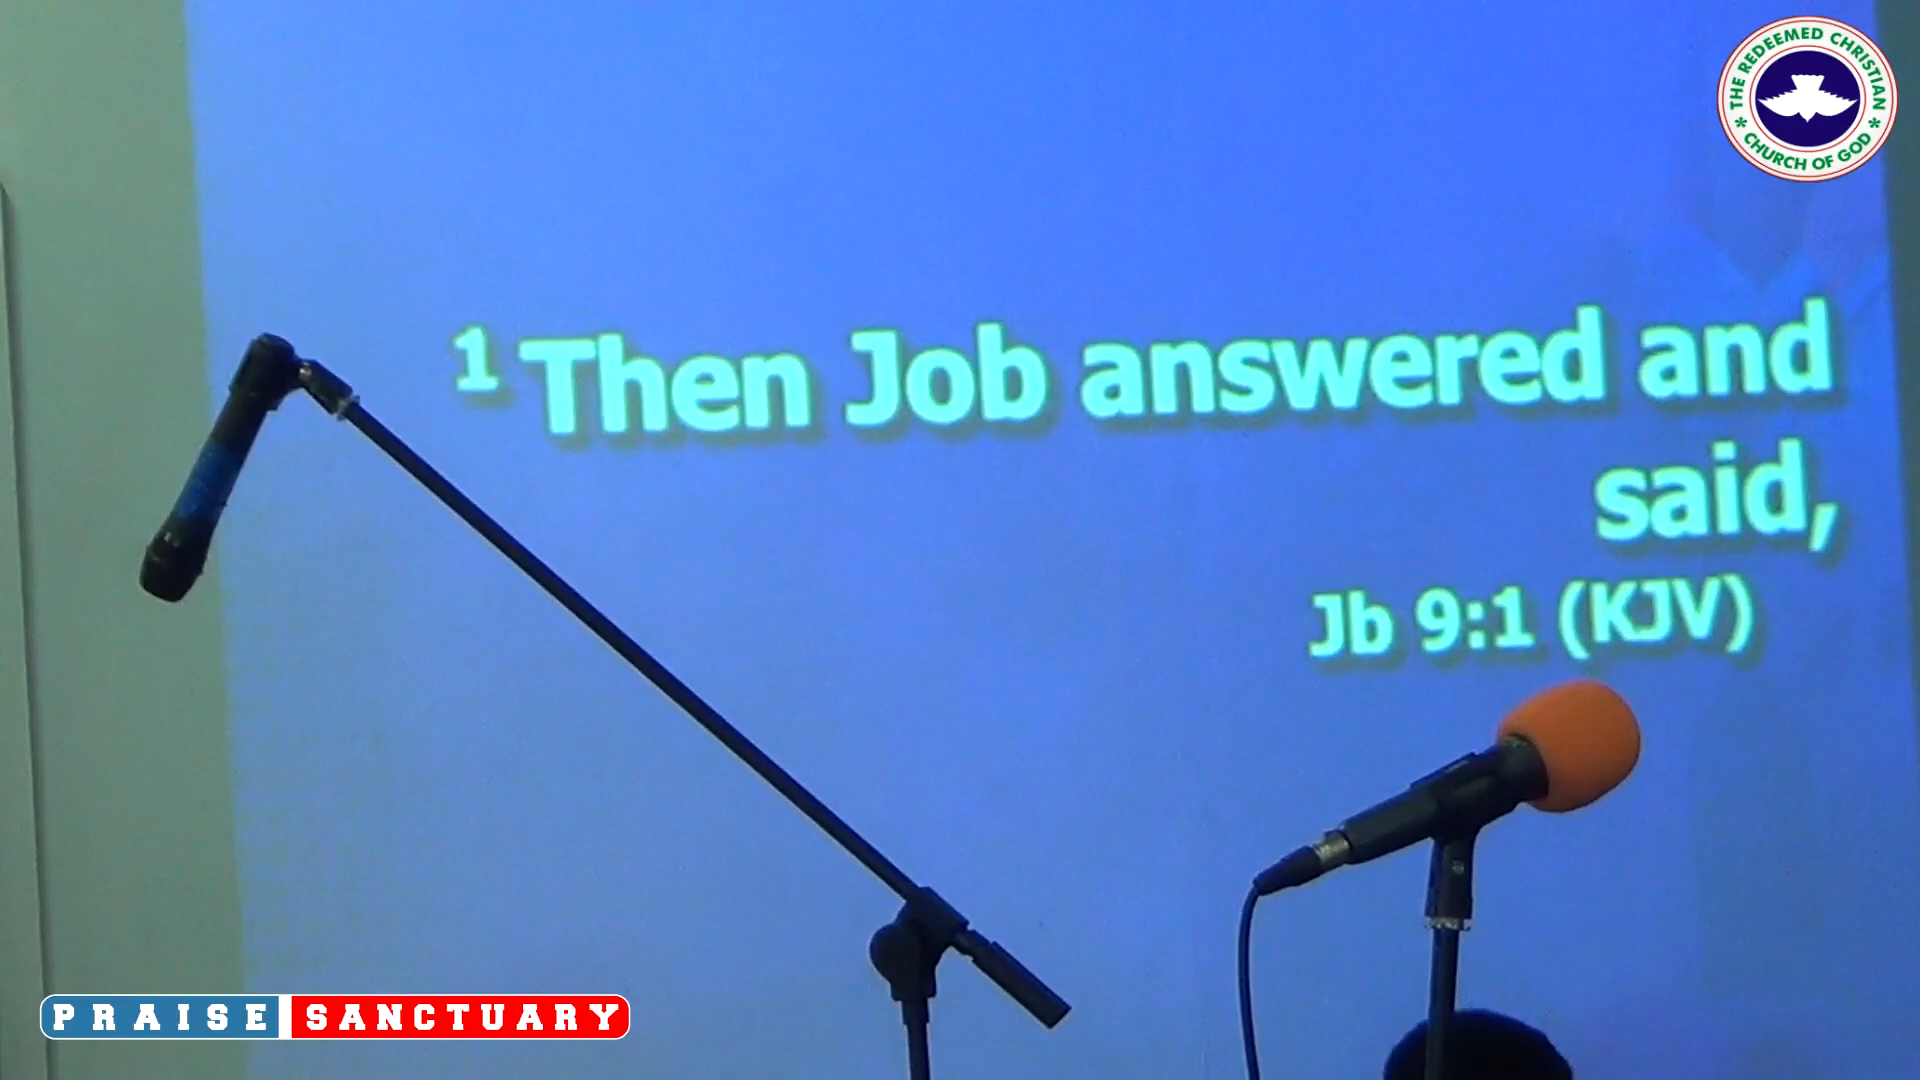 THE REDEEMED CHRISTIAN
* CHURCH OF GOD *
1 Then Job answered and
said,
Jb 9:1 (KJV)
PRAISE SANCTUARY